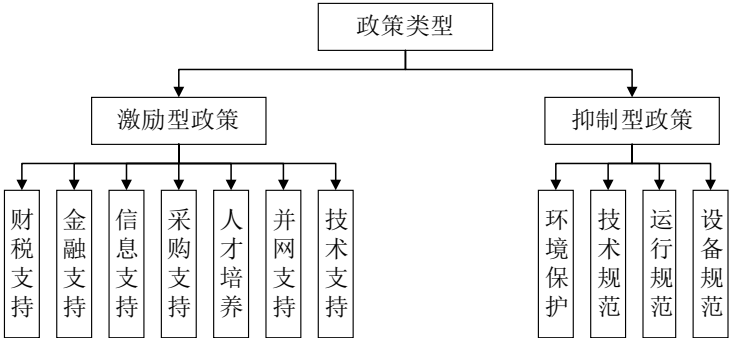 政策类型
激励型政策
抑制型政策
财税支持
金融支持
信息支持
采购支持
人才培养
并网支持
技术支持
环境保护
技术规范
运行规范
设备规范